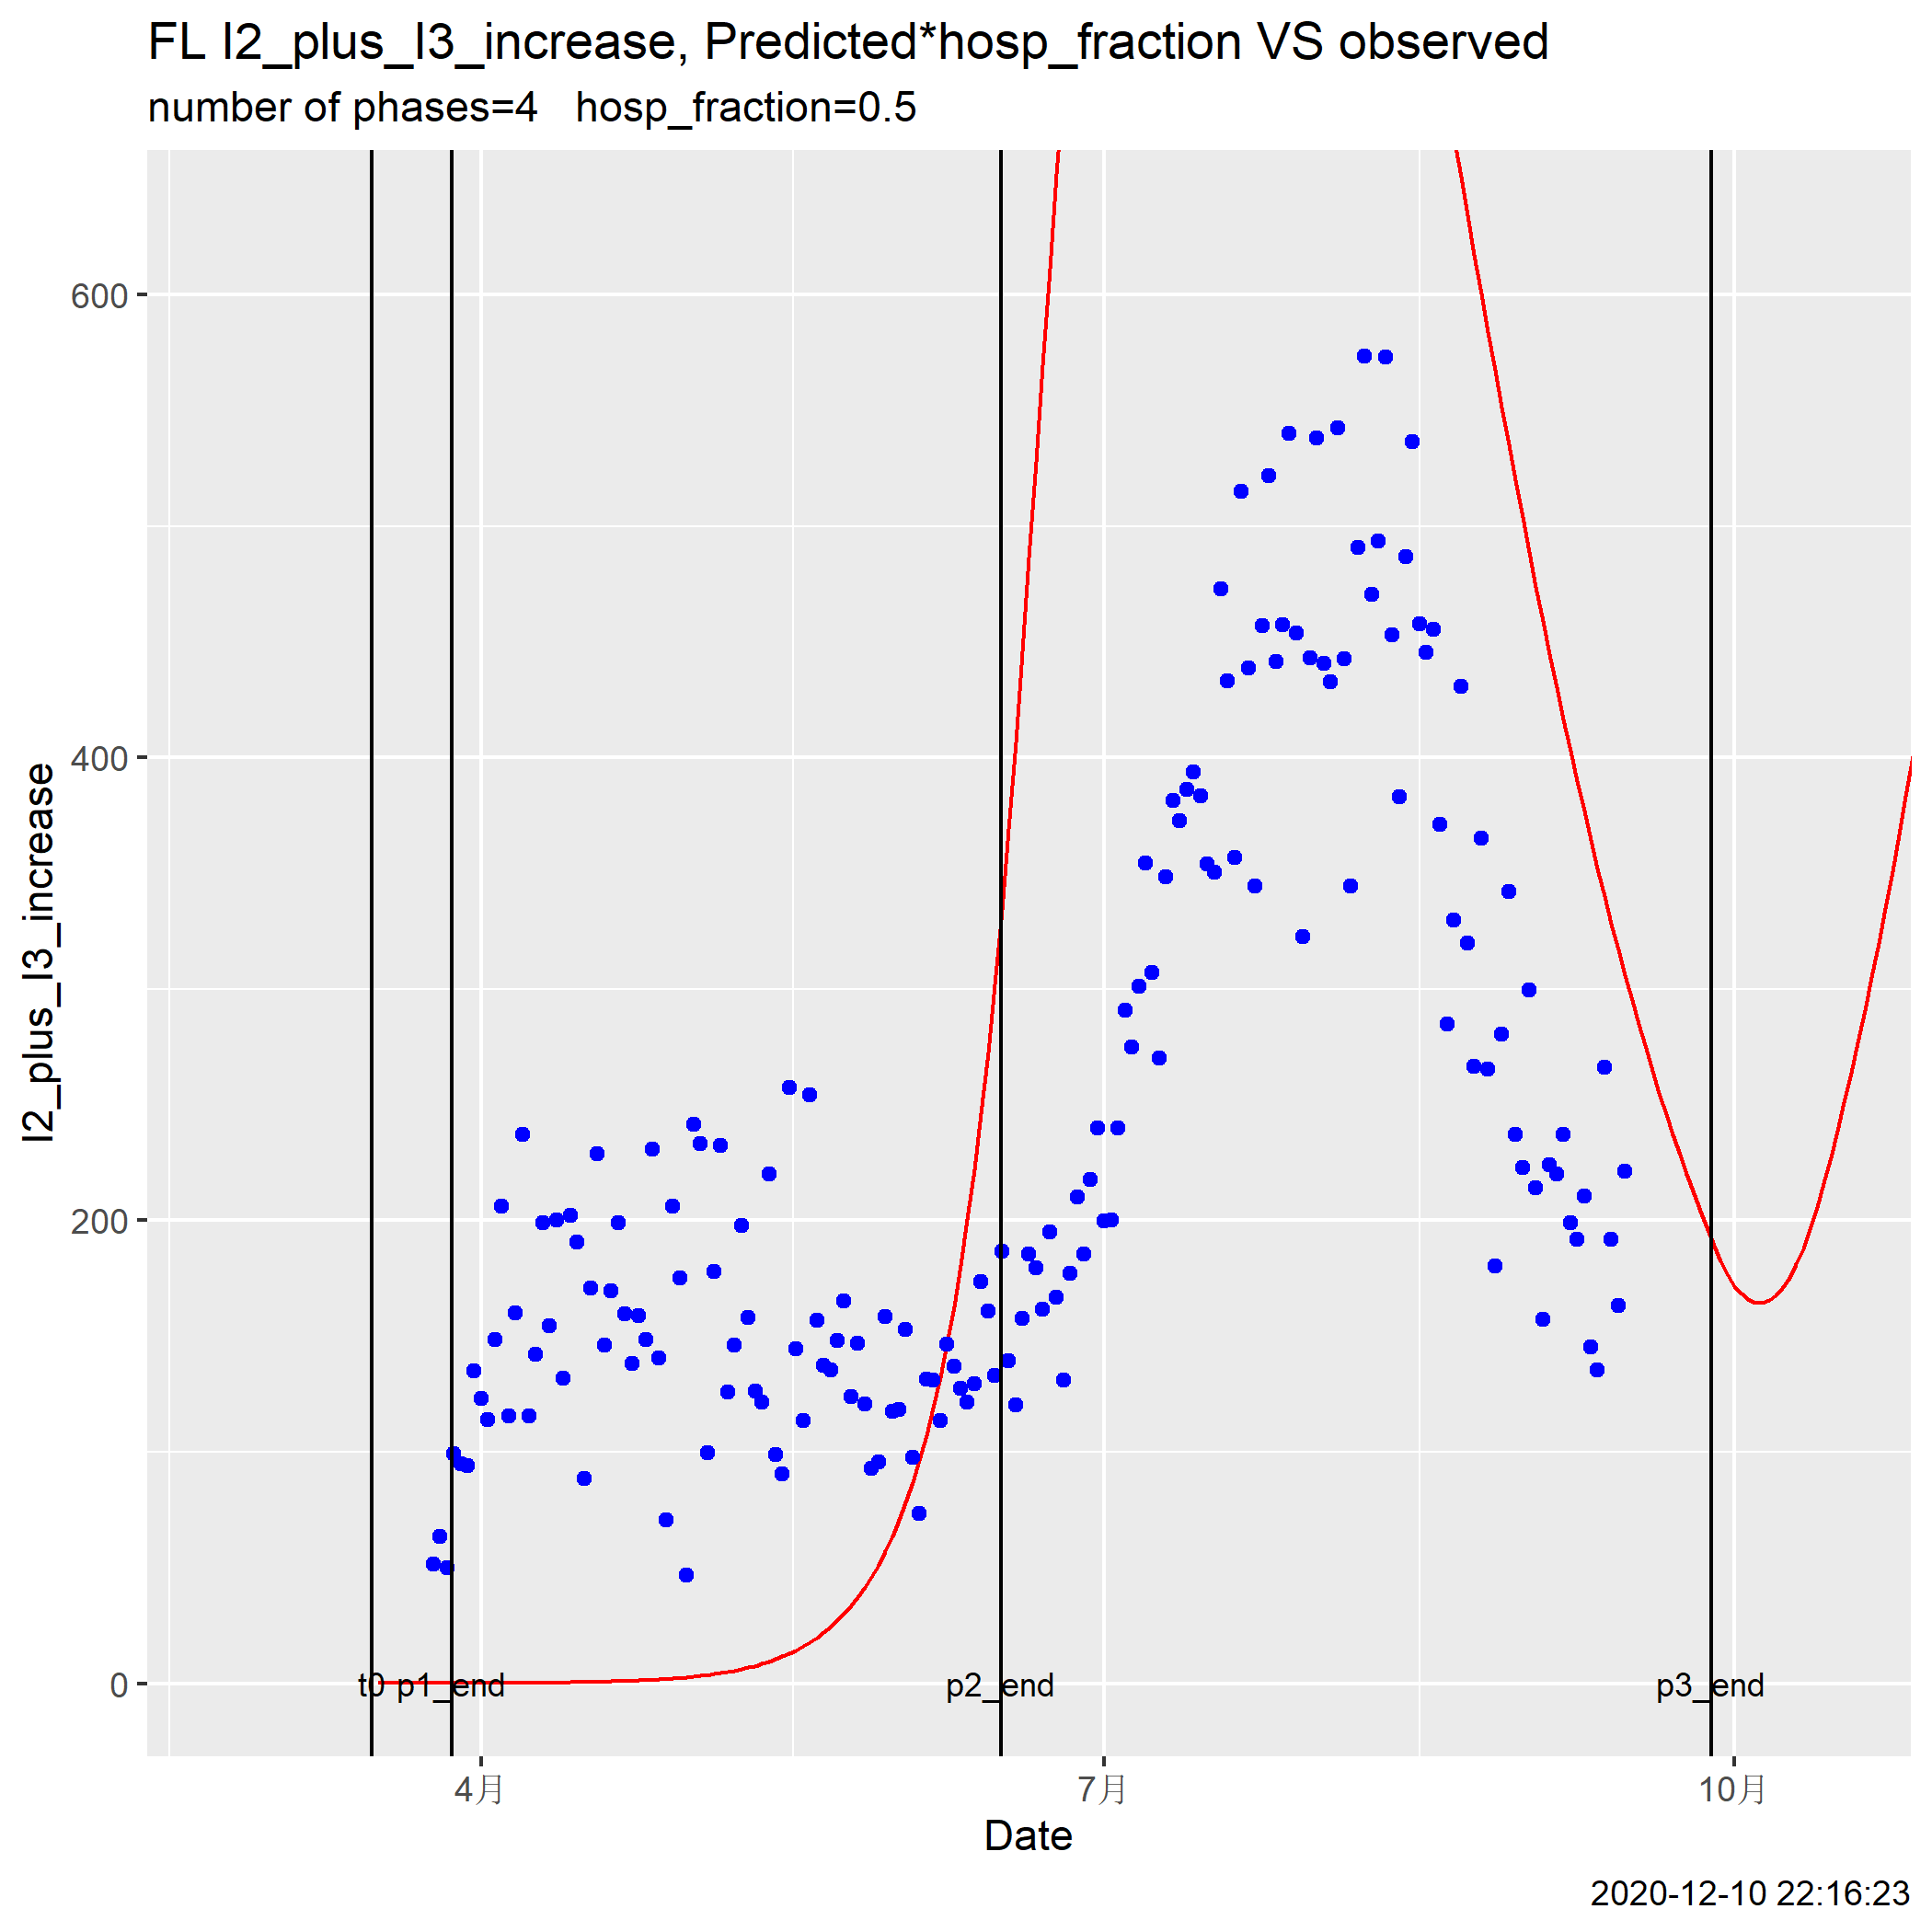 FL I2_plus_I3_increase, Predicted*hosp_fraction VS observed
number of phases=4   hosp_fraction=0.5
I2_plus_I3_increase
600
400
200
0
t0 p1_end
p2_end
p3_end
4月
7月
10月
Date
2020-12-10 22:16:23